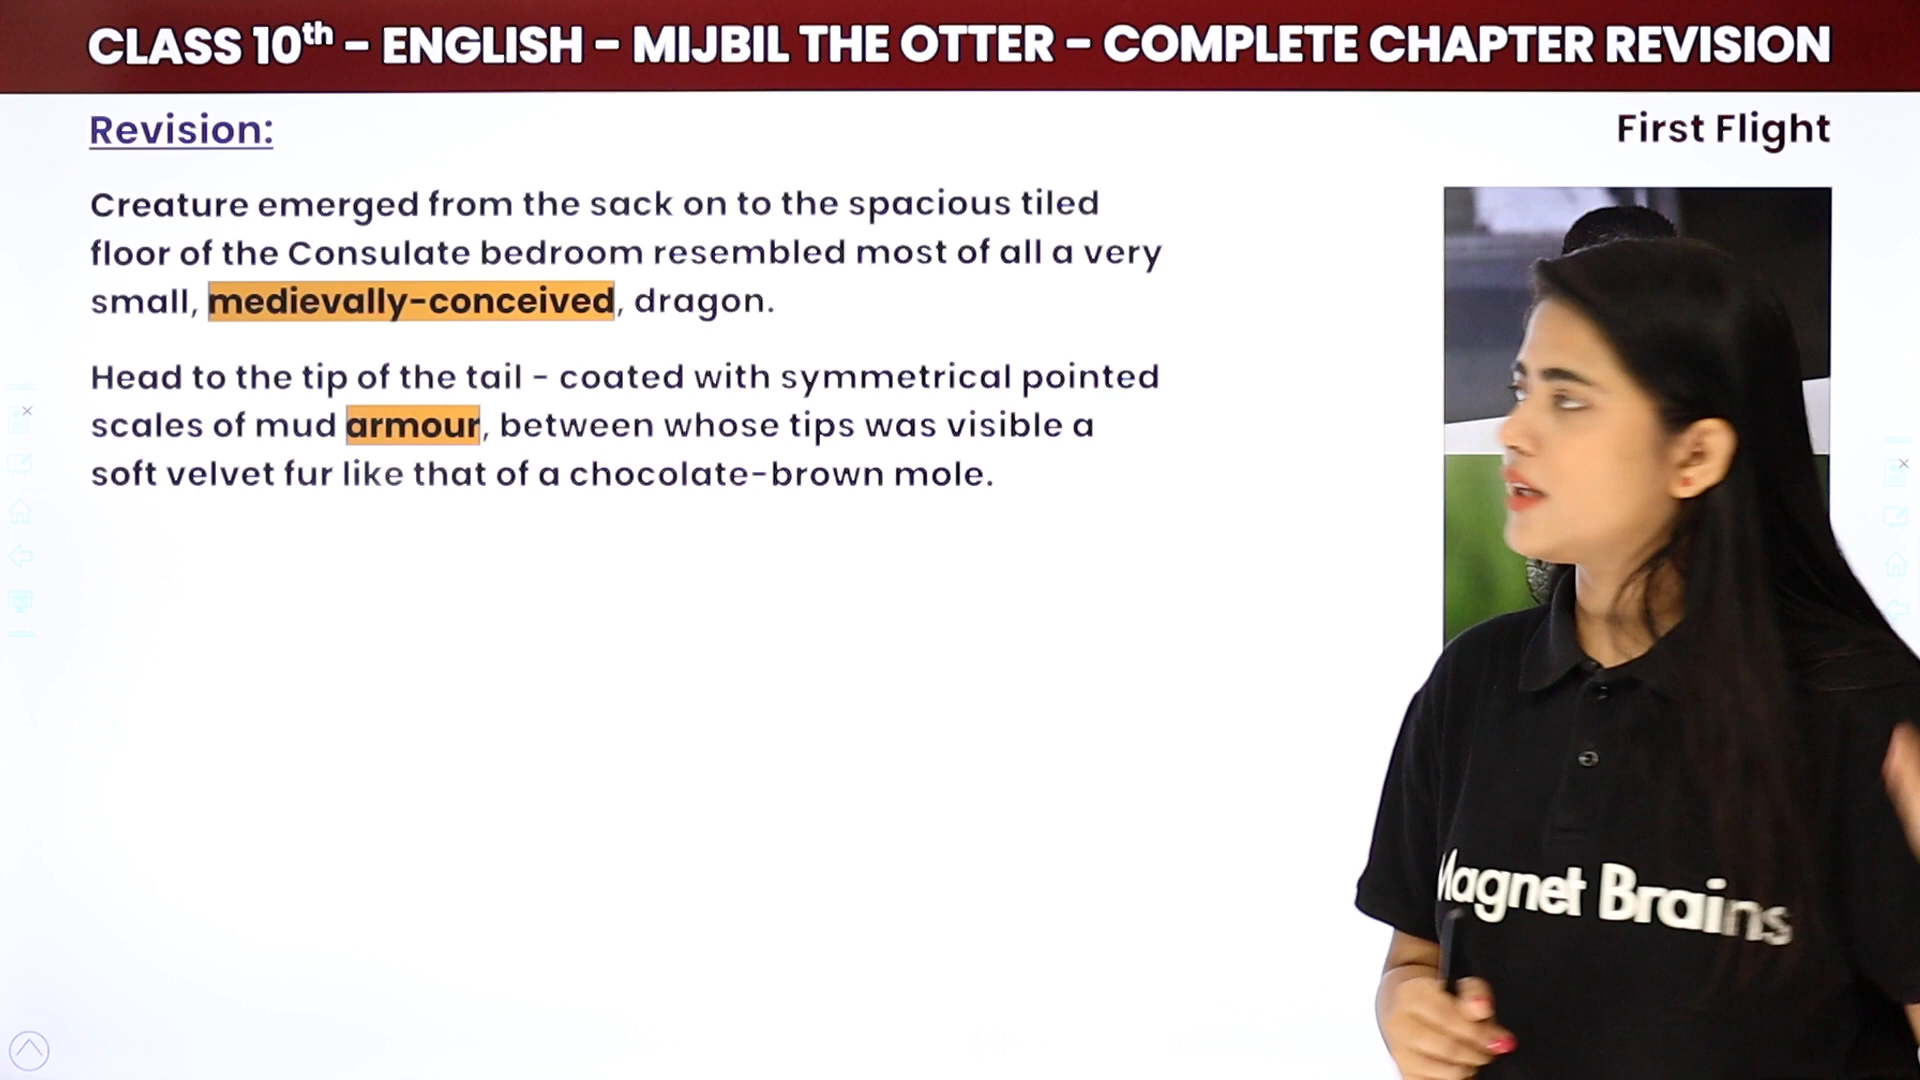 CLASS 10th – ENGLISH – MIJBIL THE OTTER – COMPLETE CHAPTER REVISION
Revision:
First Flight
Creature emerged from the sack on to the spacious tiled
floor of the Consulate bedroom resembled most of all a very
small, medievally-conceived, dragon.
Head to the tip of the tail – coated with symmetrical pointed
scales of mud armour, between whose tips was visible a
soft velvet fur like that of a chocolate-brown mole.
Magnet Brains